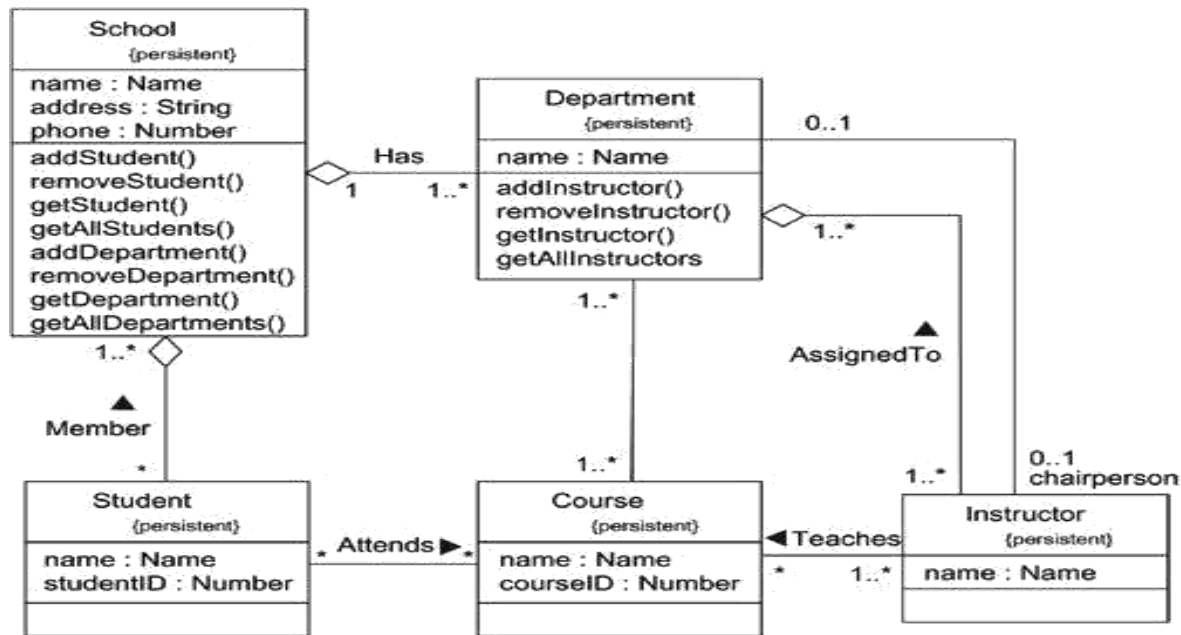 School
{persistent}
name : Name
address : String
phone : Number
addStudent()
removeStudent()
getStudent()
getAllStudents()
addDepartment()
removeDepartment()
getDepartment()
getAllDepartments()
Has
1
1..*
Department
{persistent}
name : Name
addInstructor()
removeInstructor()
getInstructor()
getAllInstructors
0..1
1..*
1..*
1..*
▲
Member
*
▲
AssignedTo
1..*
1..*
0..1
chairperson
Student
{persistent}
name : Name
studentID : Number
* Attends ► *
Course
{persistent}
name : Name
courseID : Number
◄ Teaches
* 1..*
Instructor
{persistent}
name : Name